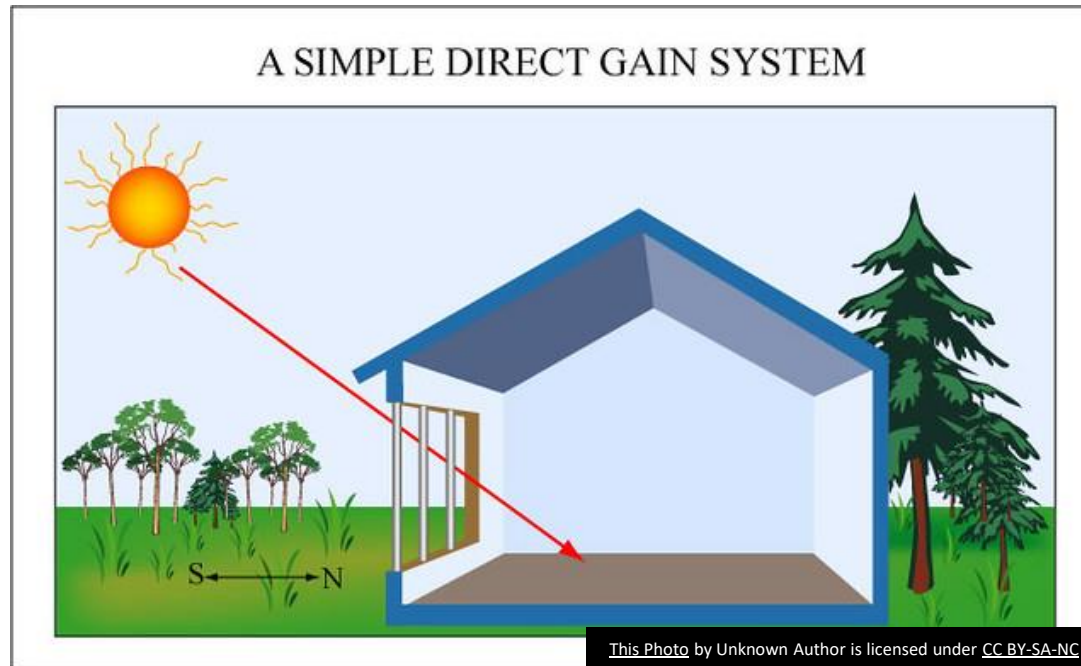 A SIMPLE DIRECT GAIN SYSTEM
S N
This Photo by Unknown Author is licensed under CC BY-SA-NC